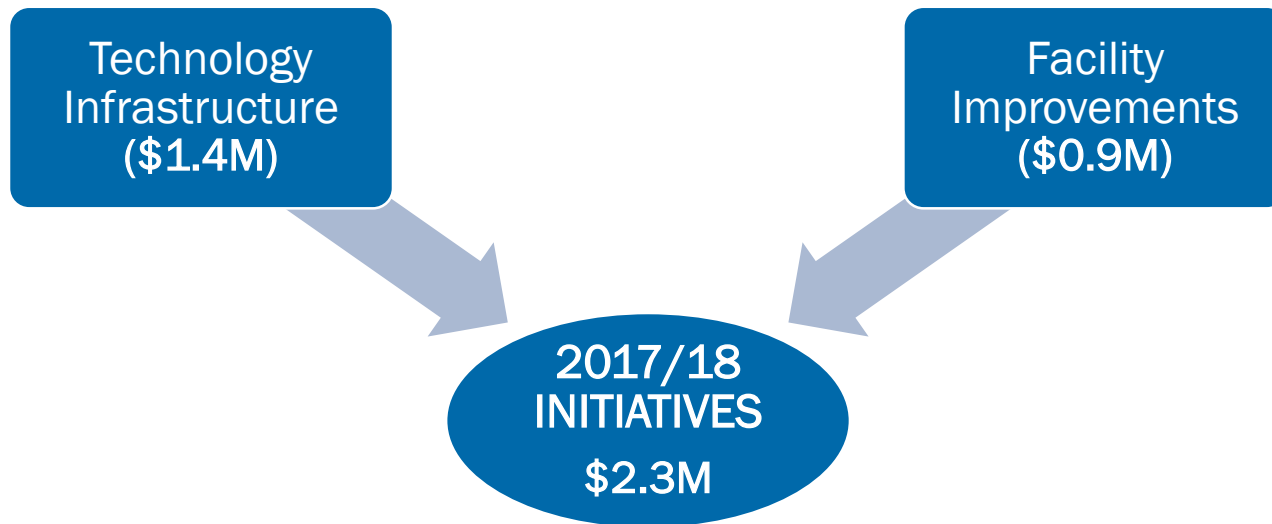 Technology
Infrastructure
($1.4M)
Facility
Improvements
($0.9M)
2017/18
INITIATIVES
$2.3M